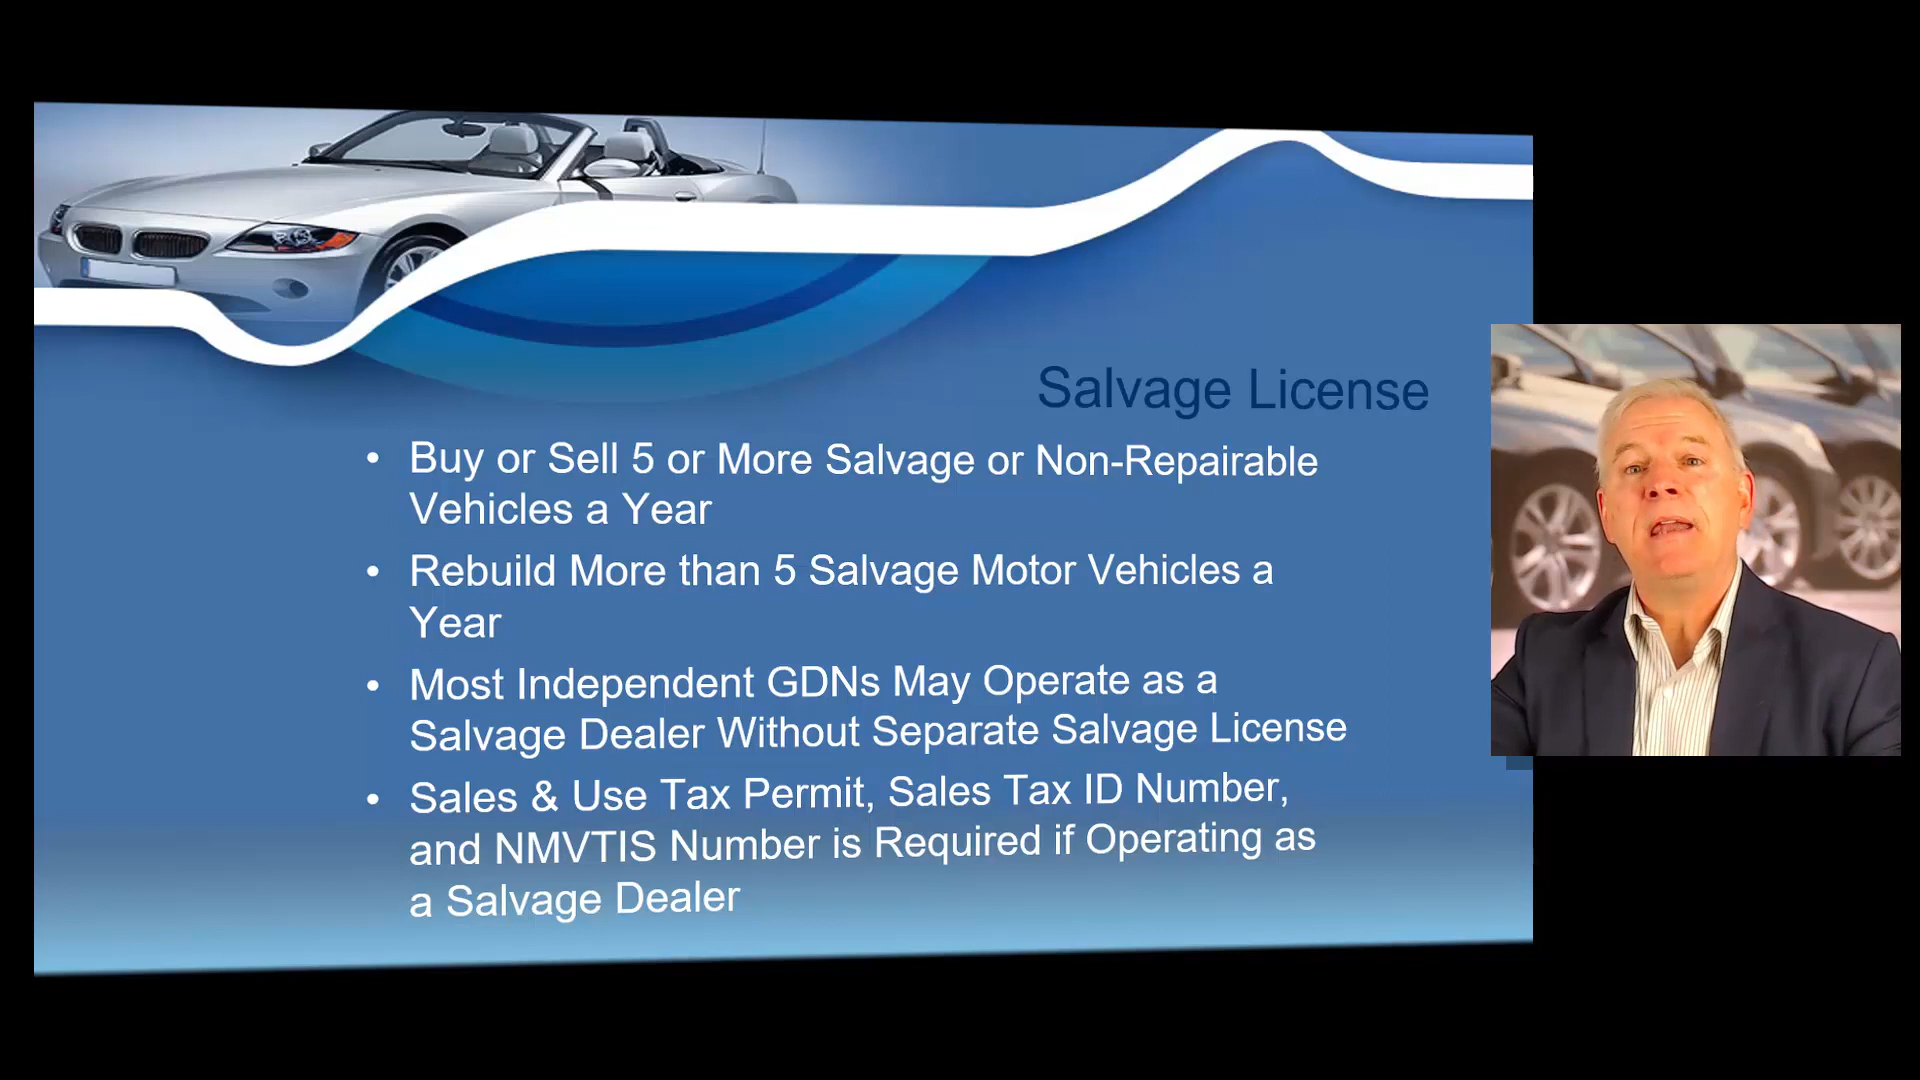 Salvage License
• Buy or Sell 5 or More Salvage or Non-Repairable
Vehicles a Year
• Rebuild More than 5 Salvage Motor Vehicles a
Year
• Most Independent GDNs May Operate as a
Salvage Dealer Without Separate Salvage License
• Sales & Use Tax Permit, Sales Tax ID Number,
and NMVTIS Number is Required if Operating as
a Salvage Dealer